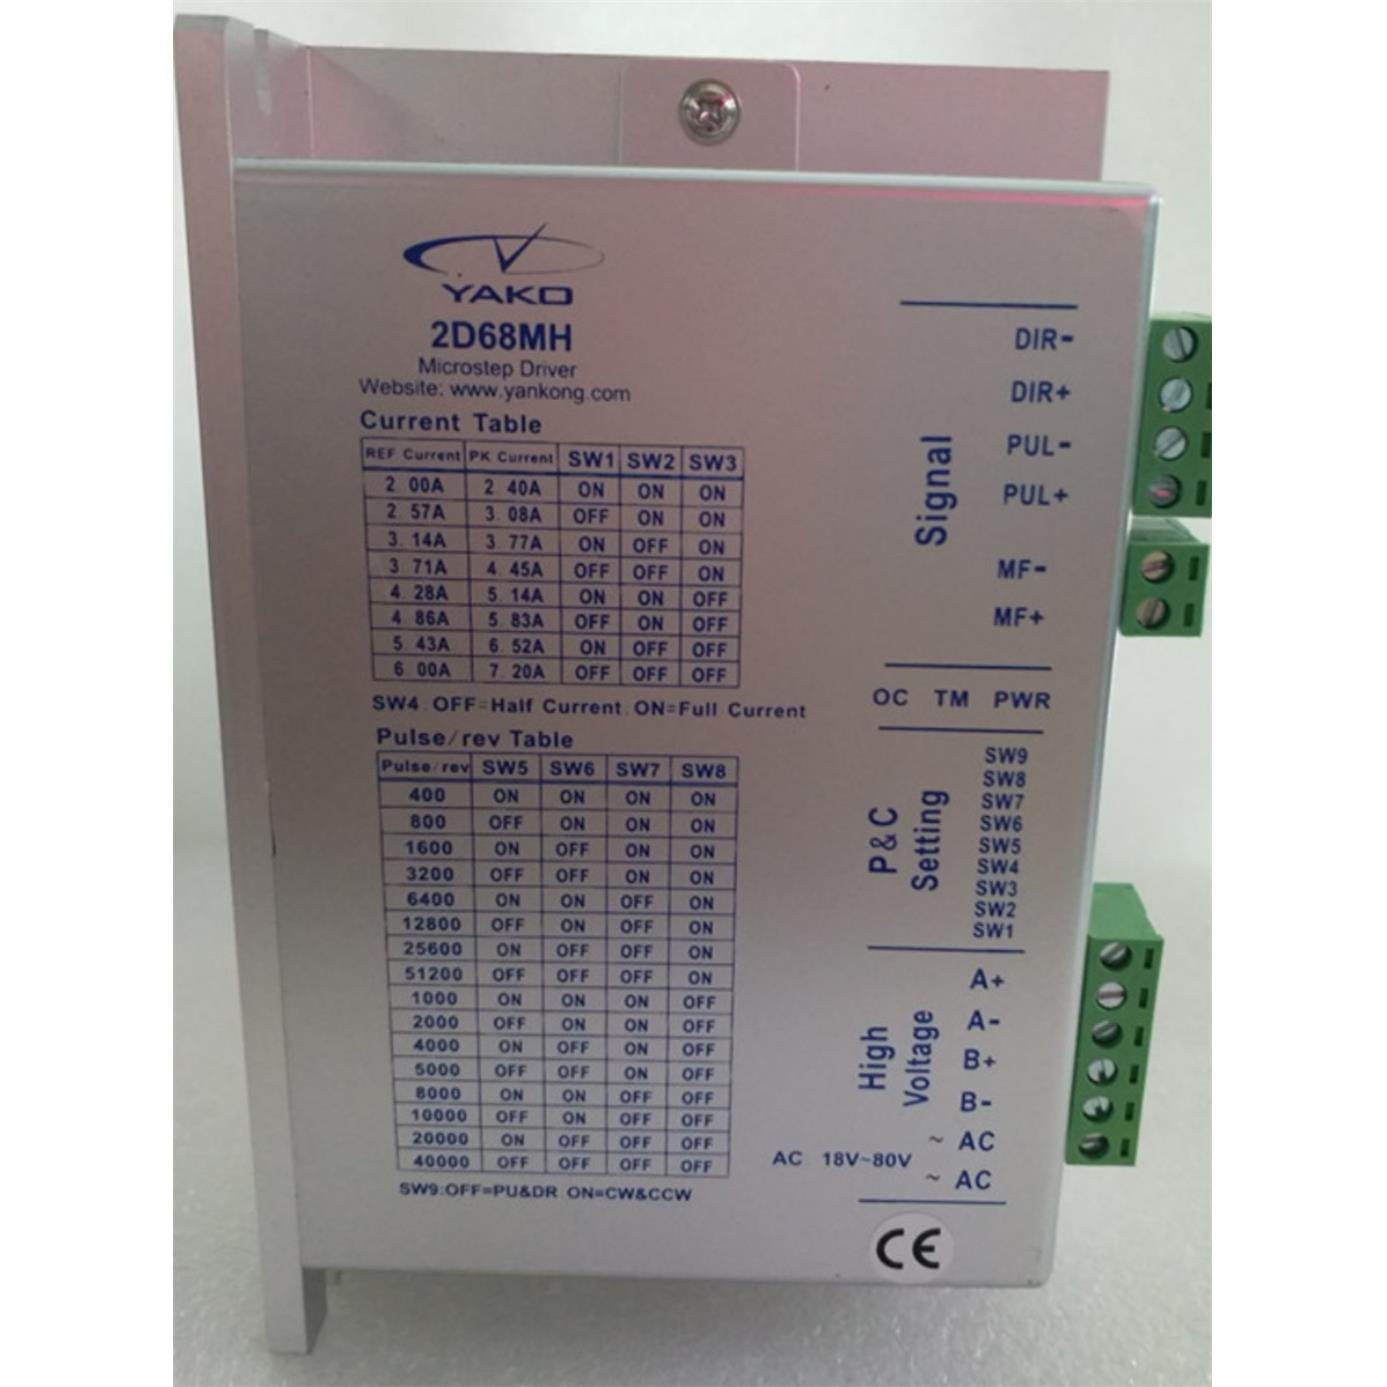 YAKO
2D68MH
Microstep Driver
Website: www.yankong.com
Current Table
REF Current PK Current SW1 SW2 SW3
2.00A 2.40A ON ON ON
2.57A 3.08A OFF ON ON
3.14A 3.77A ON OFF ON
3.71A 4.45A OFF OFF ON
4.28A 5.14A ON ON OFF
4.86A 5.83A OFF ON OFF
5.43A 6.52A ON OFF OFF
6.00A 7.20A OFF OFF OFF
SW4:OFF=Half Current ON=Full Current
Pulse/rev Table
Pulse/rev SW5 SW6 SW7 SW8
400 ON ON ON ON
800 OFF ON ON ON
1600 ON OFF ON ON
3200 OFF OFF ON ON
6400 ON ON OFF ON
12800 OFF ON OFF ON
25600 ON OFF OFF ON
51200 OFF OFF OFF ON
1000 ON ON ON OFF
2000 OFF ON ON OFF
4000 ON OFF ON OFF
5000 OFF OFF ON OFF
8000 ON ON OFF OFF
10000 OFF ON OFF OFF
20000 ON OFF OFF OFF
40000 OFF OFF OFF OFF
SW9:OFF=PU&DR ON=CW&CCW
Signal
DIR-
DIR+
PUL-
PUL+
MF-
MF+
OC TM PWR
P&C
Setting
SW9
SW8
SW7
SW6
SW5
SW4
SW3
SW2
SW1
High
Voltage
A+
A-
B+
B-
~ AC
AC 18V~80V
~ AC
CE